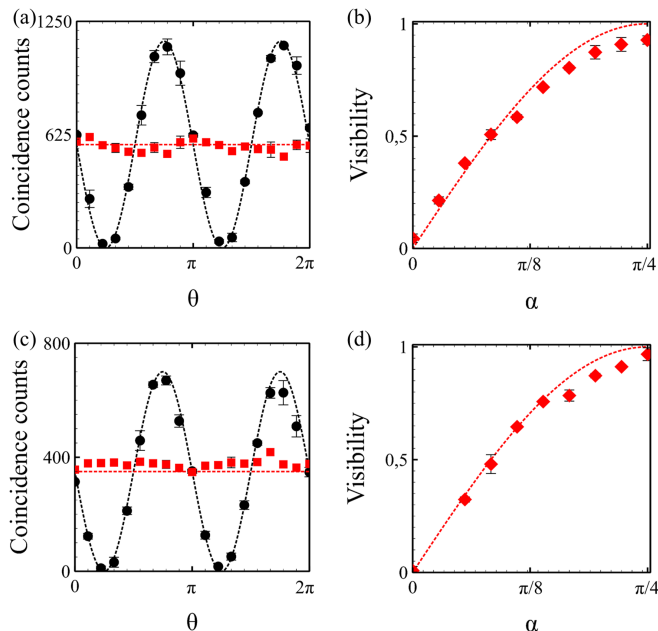 (a)
1250
625
0
Coincidence counts
0
π
2π
θ
(b)
1
0,5
0
Visibility
0
π/8
π/4
α
(c)
800
400
0
Coincidence counts
0
π
2π
θ
(d)
1
0,5
0
Visibility
0
π/8
π/4
α